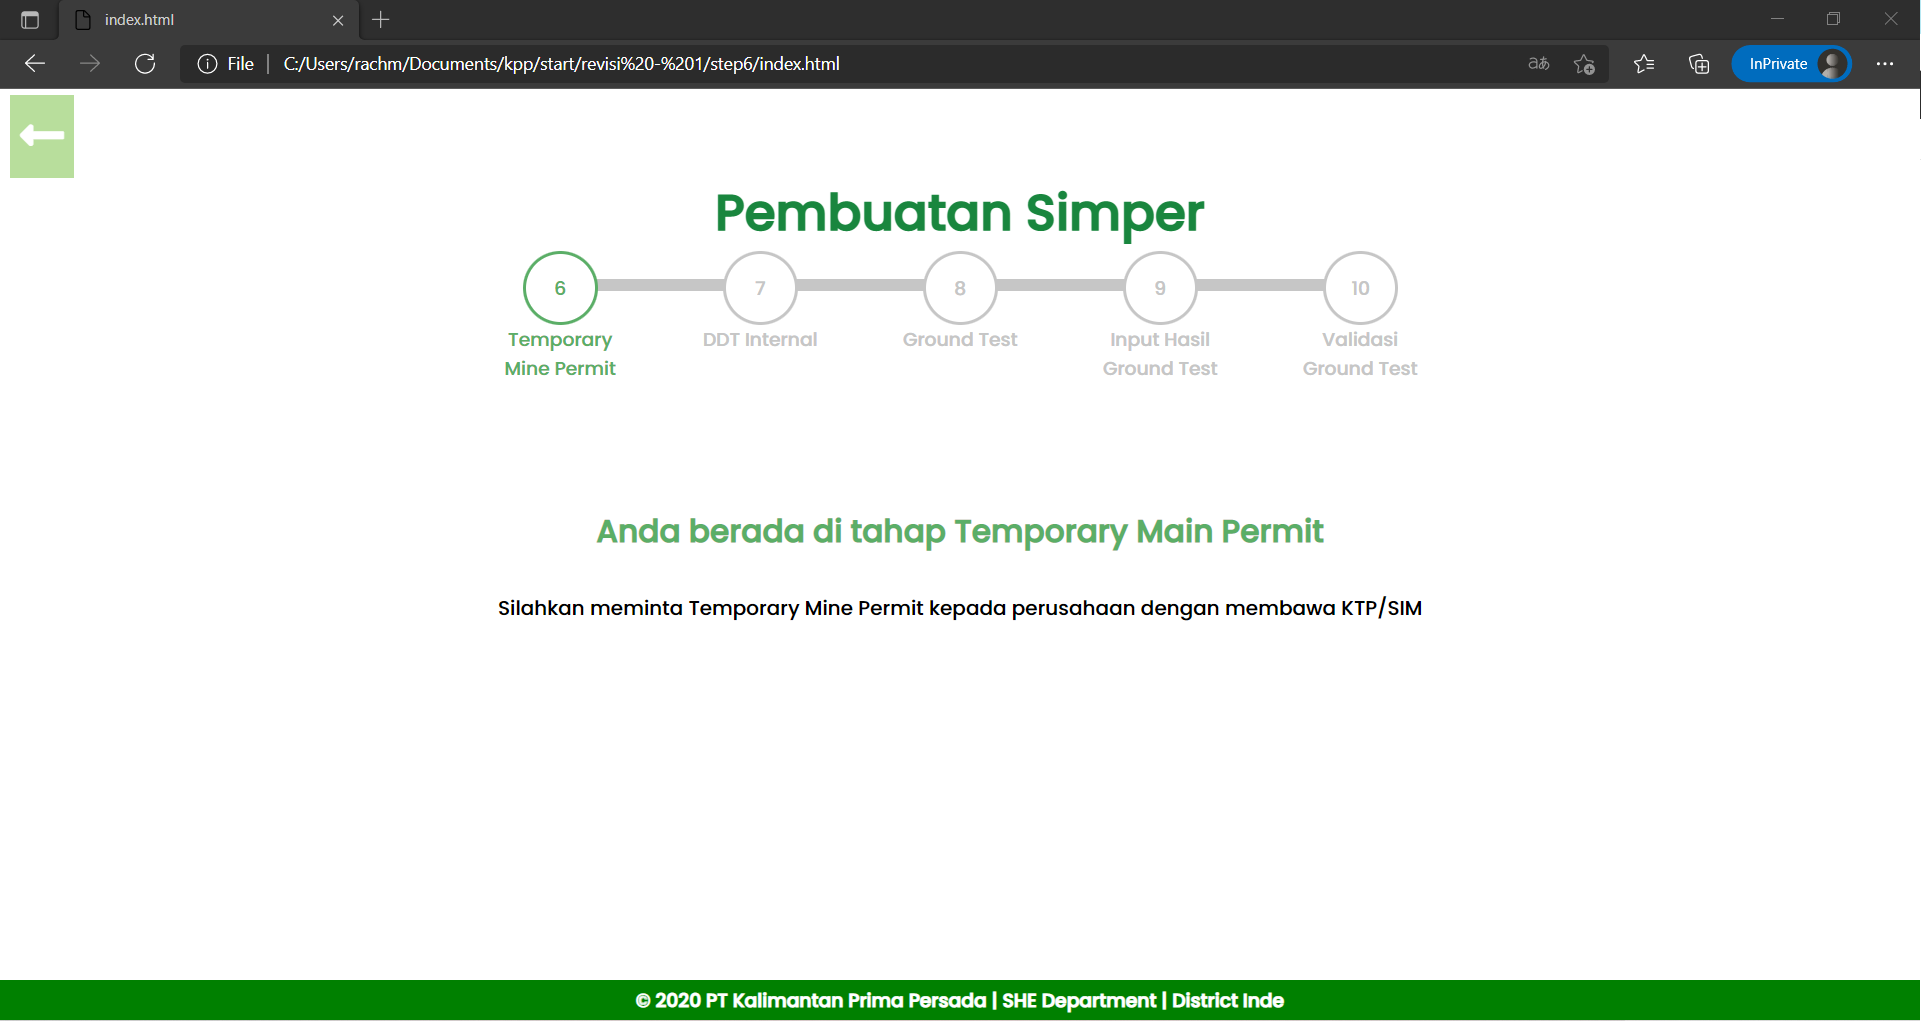 index.html
File
C:/Users/rachm/Documents/kpp/start/revisi%20-%201/step6/index.html
aあ
InPrivate
Pembuatan Simper
6
7
8
9
10
Temporary Mine Permit
DDT Internal
Ground Test
Input Hasil Ground Test
Validasi Ground Test
Anda berada di tahap Temporary Main Permit
Silahkan meminta Temporary Mine Permit kepada perusahaan dengan membawa KTP/SIM
© 2020 PT Kalimantan Prima Persada | SHE Department | District Inde